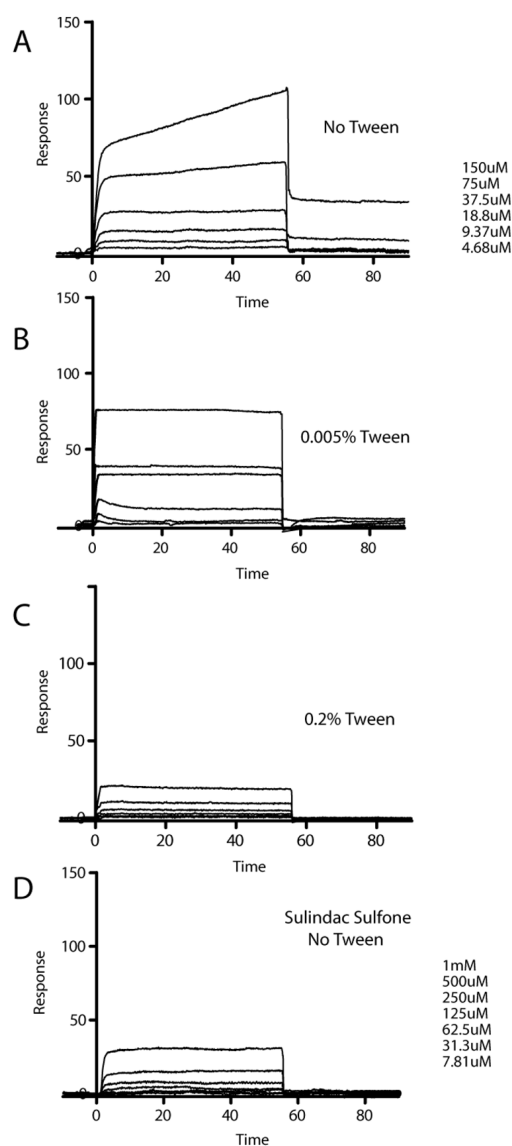 A
150
100
50
0
Response
No Tween
150uM
75uM
37.5uM
18.8uM
9.37uM
4.68uM
0
20
40
60
80
Time
B
150
100
50
0
Response
0.005% Tween
0
20
40
60
80
Time
C
100
50
0
Response
0.2% Tween
0
20
40
60
80
Time
D
150
100
50
0
Response
Sulindac Sulfone
No Tween
1mM
500uM
250uM
125uM
62.5uM
31.3uM
7.81uM
0
20
40
60
80
Time